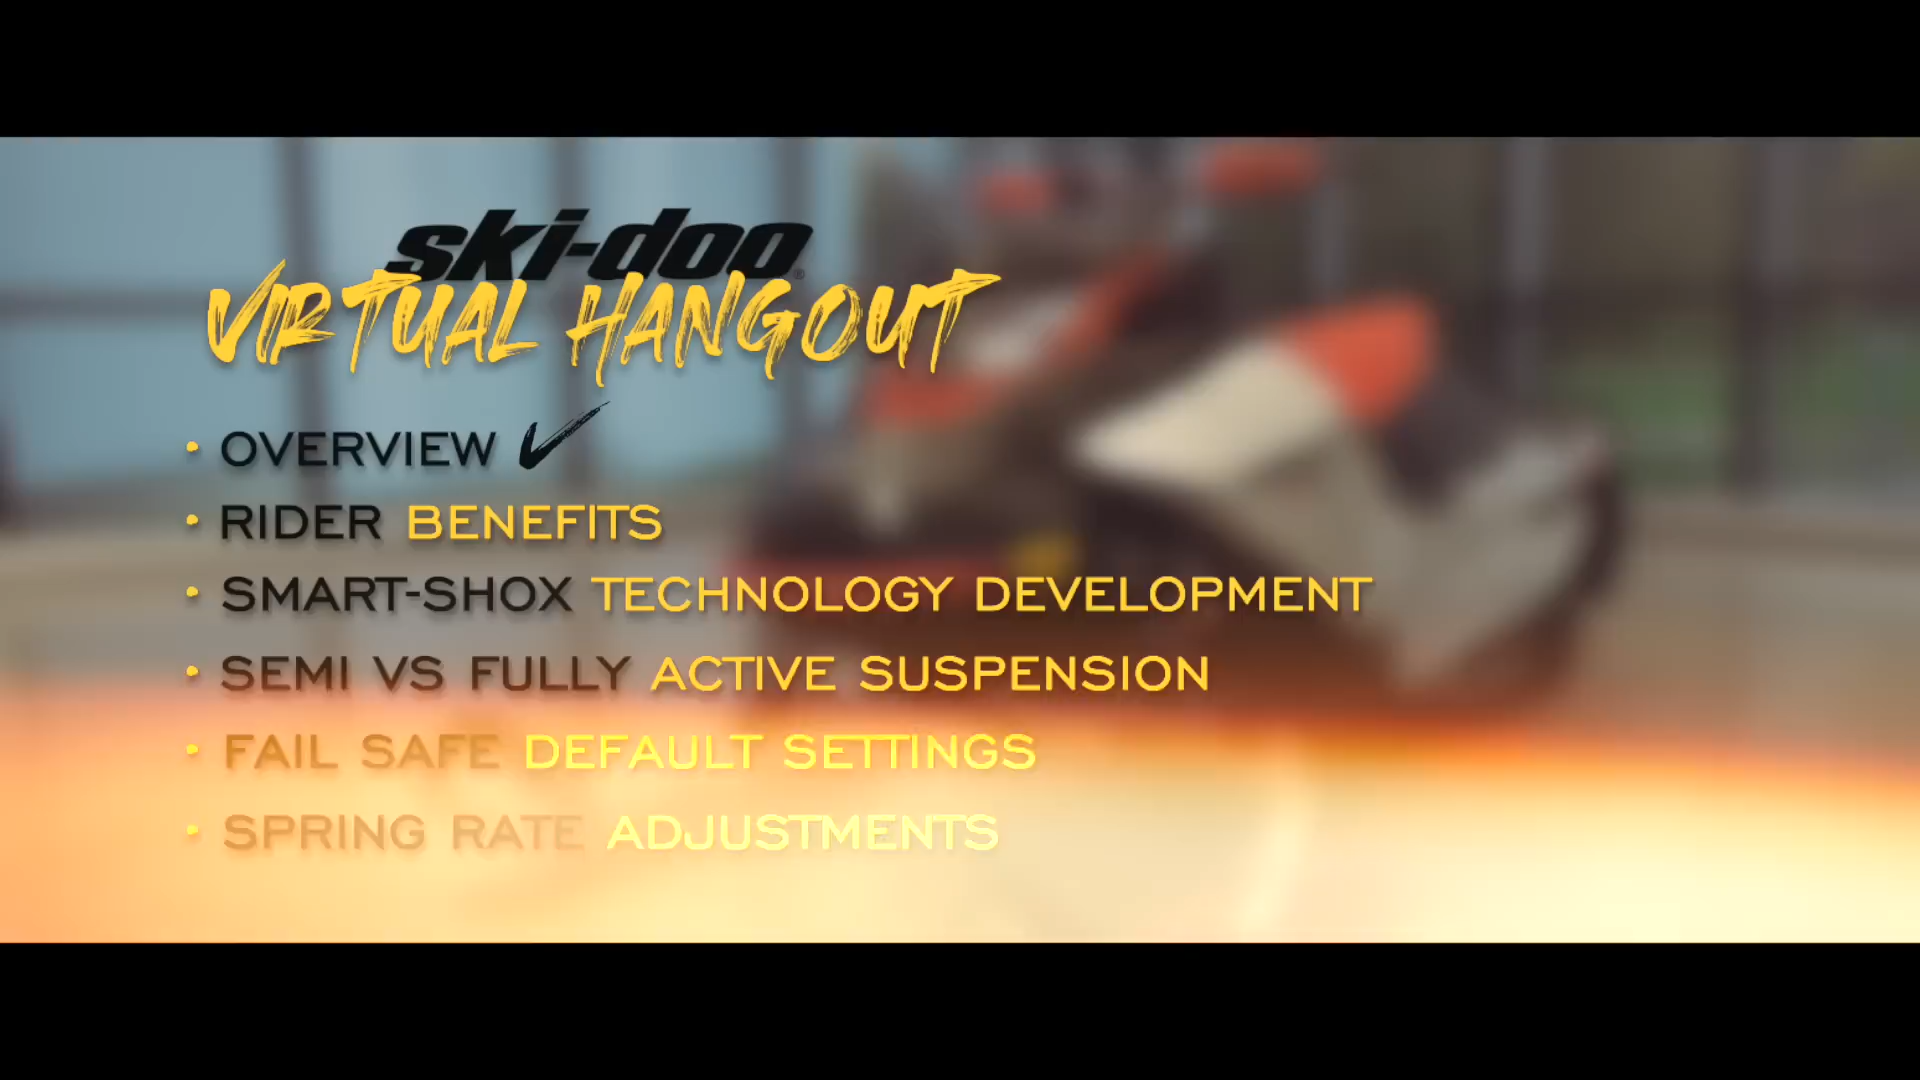 ski-doo®
VIRTUAL HANGOUT
• OVERVIEW ✓
• RIDER BENEFITS
• SMART-SHOX TECHNOLOGY DEVELOPMENT
• SEMI VS FULLY ACTIVE SUSPENSION
• FAIL SAFE DEFAULT SETTINGS
• SPRING RATE ADJUSTMENTS